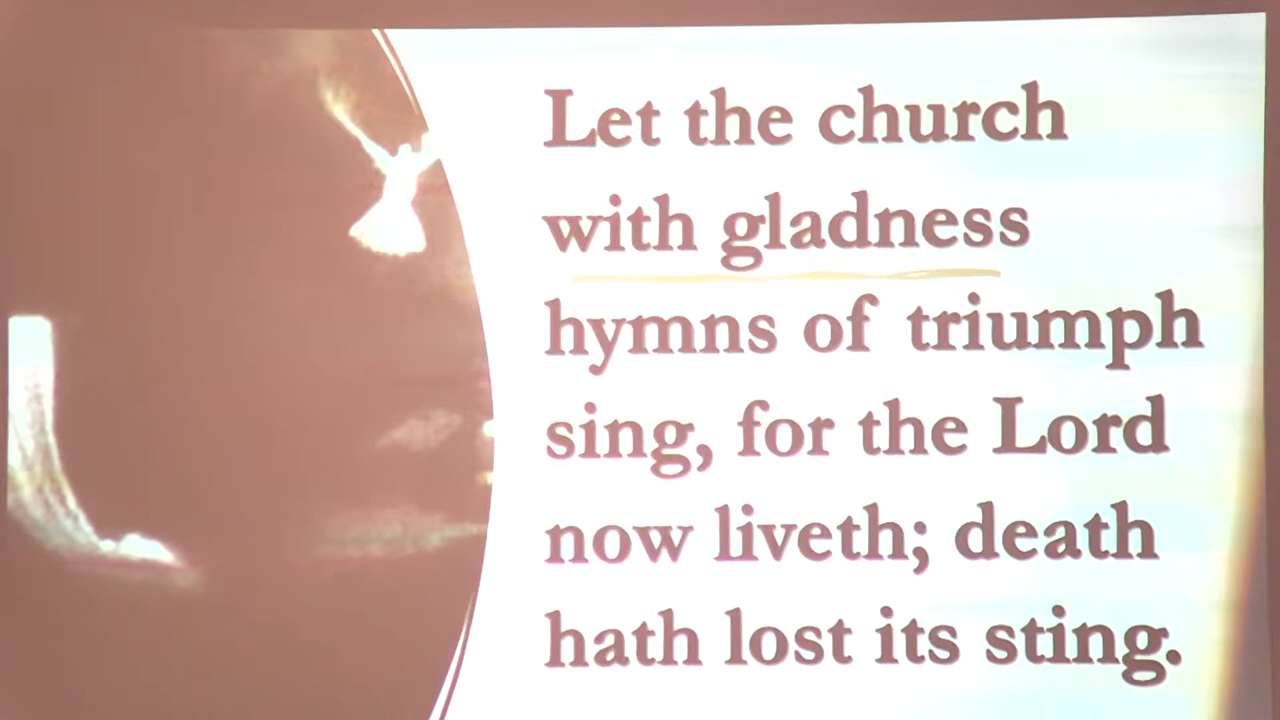 Let the church
with gladness
hymns of triumph
sing, for the Lord
now liveth; death
hath lost its sting.